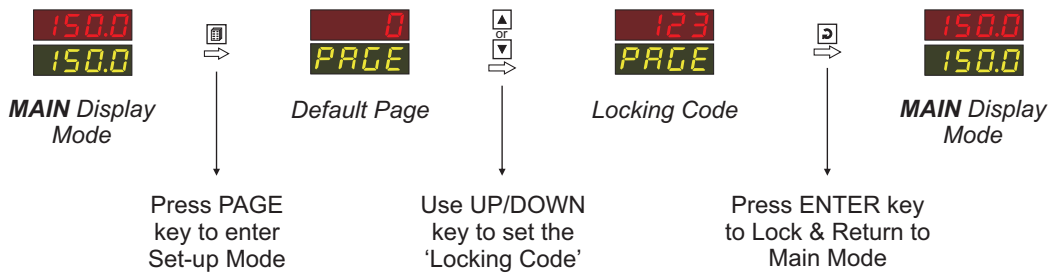 150.0
150.0
MAIN Display
Mode
0
PAGE
Default Page
or
123
PAGE
Locking Code
150.0
150.0
MAIN Display
Mode
Press PAGE
key to enter
Set-up Mode
Use UP/DOWN
key to set the
‘Locking Code’
Press ENTER key
to Lock & Return to
Main Mode